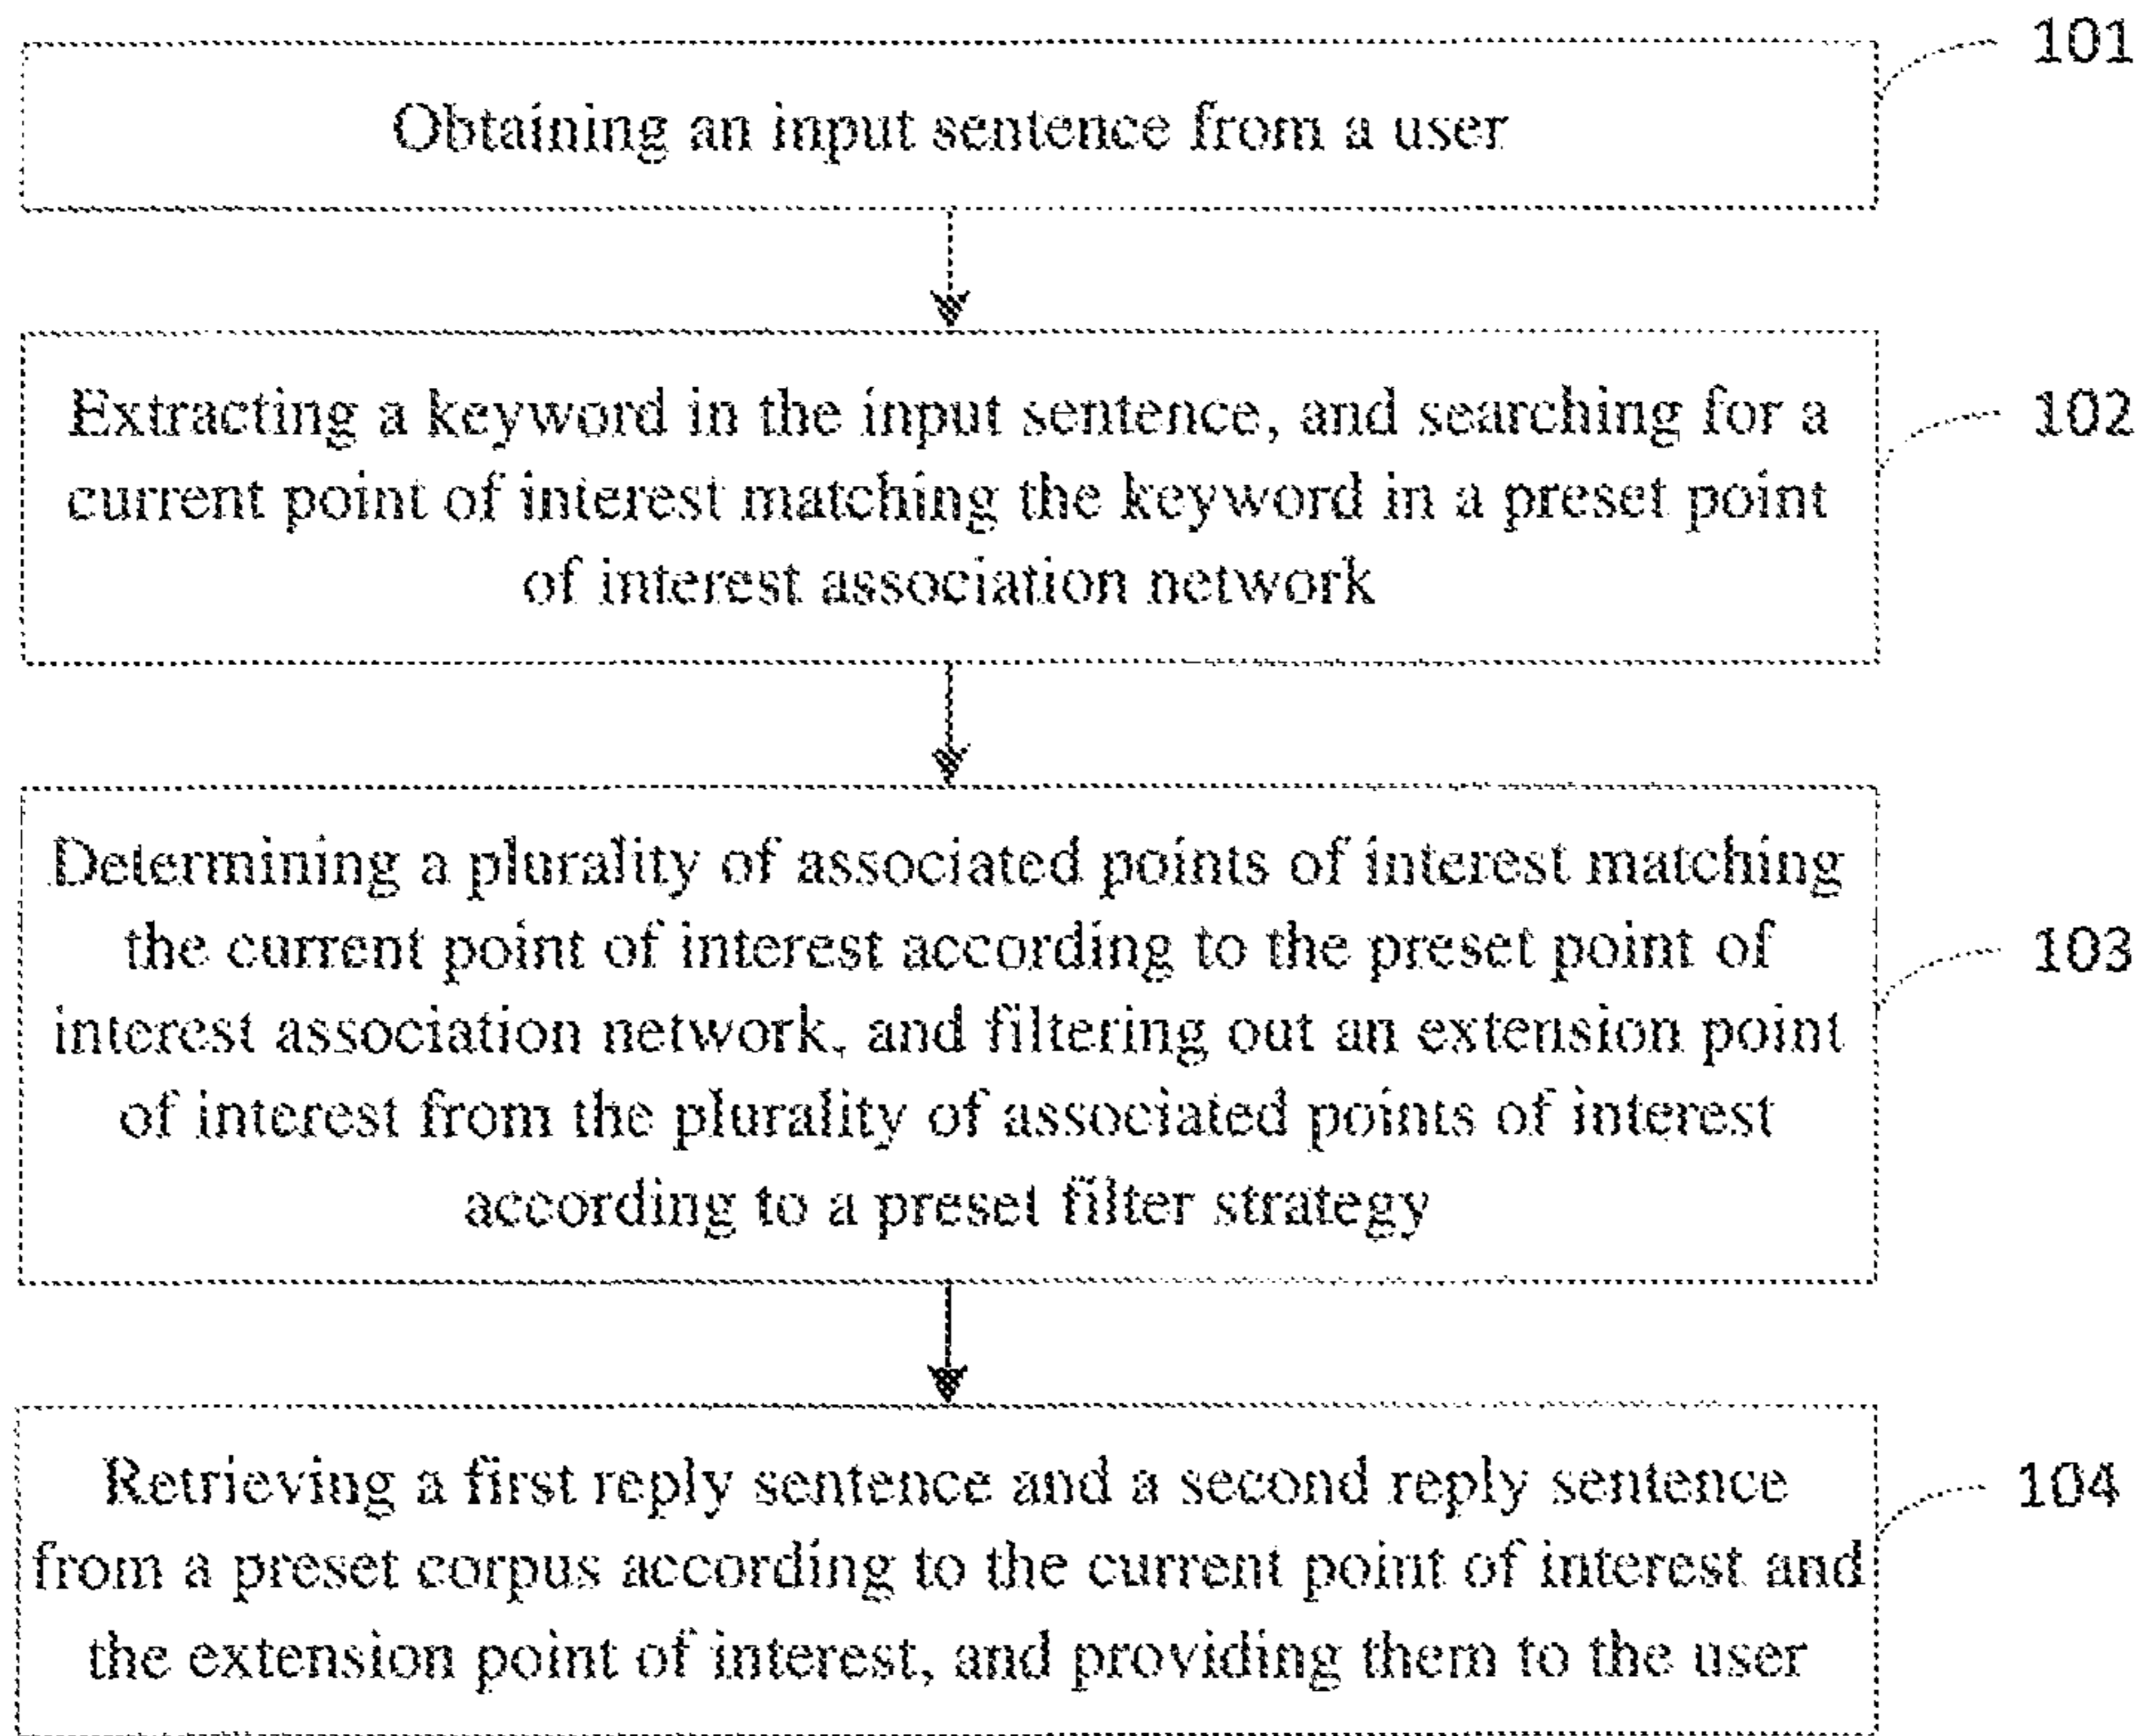 101
Obtaining an input sentence from a user
Extracting a keyword in the input sentence, and searching for a
current point of interest matching the keyword in a preset point
of interest association network
102
Determining a plurality of associated points of interest matching
the current point of interest according to the preset point of
interest association network, and filtering out an extension point
of interest from the plurality of associated points of interest
according to a preset filter strategy
103
Retrieving a first reply sentence and a second reply sentence
from a preset corpus according to the current point of interest and
the extension point of interest, and providing them to the user
104